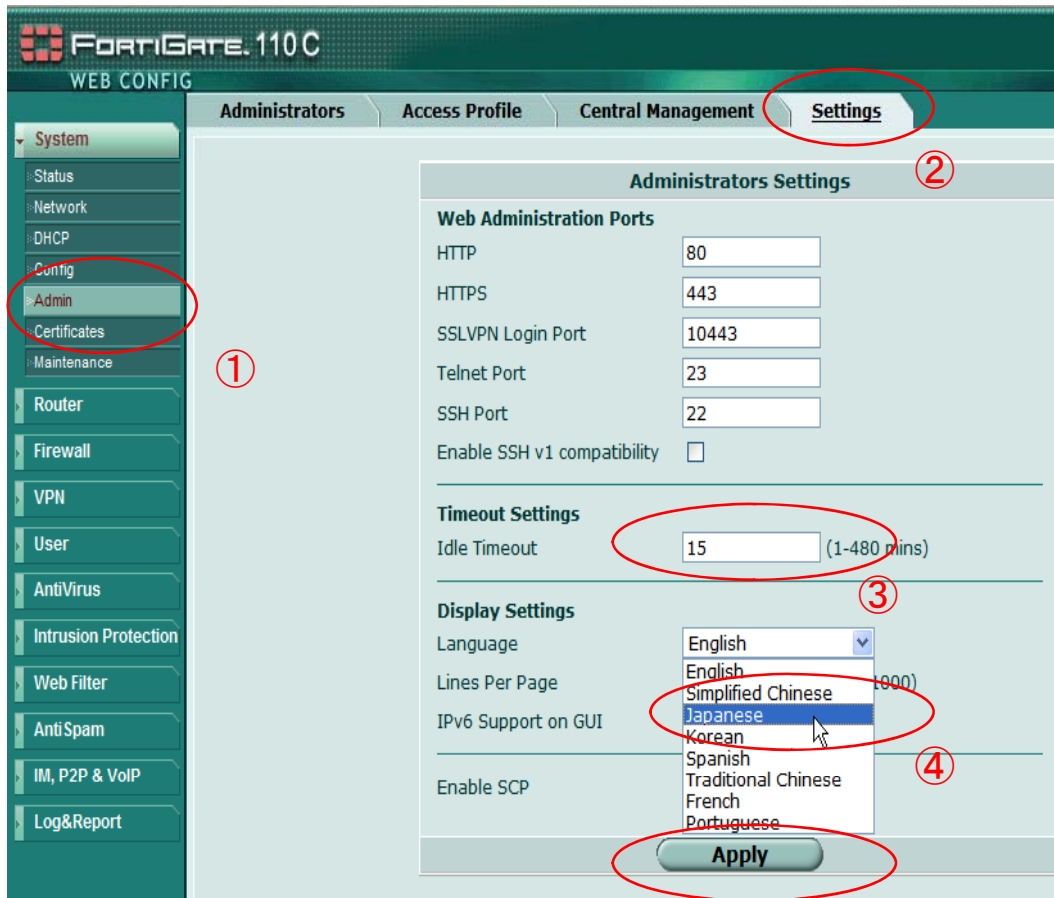 FORTIGATE. 110C
WEB CONFIG
Administrators Access Profile Central Management Settings
②
System
Status
Network
DHCP
Config
Admin
Certificates
Maintenance
①
Router
Firewall
VPN
User
AntiVirus
Intrusion Protection
Web Filter
AntiSpam
IM, P2P & VoIP
Log&Report
Administrators Settings
Web Administration Ports
HTTP 80
HTTPS 443
SSLVPN Login Port 10443
Telnet Port 23
SSH Port 22
Enable SSH v1 compatibility
Timeout Settings
Idle Timeout 15 (1-480 mins)
③
Display Settings
Language English
Lines Per Page 1000)
IPv6 Support on GUI
Enable SCP
English
Simplified Chinese
Japanese
Korean
Spanish
Traditional Chinese
French
Portuguese
④
Apply